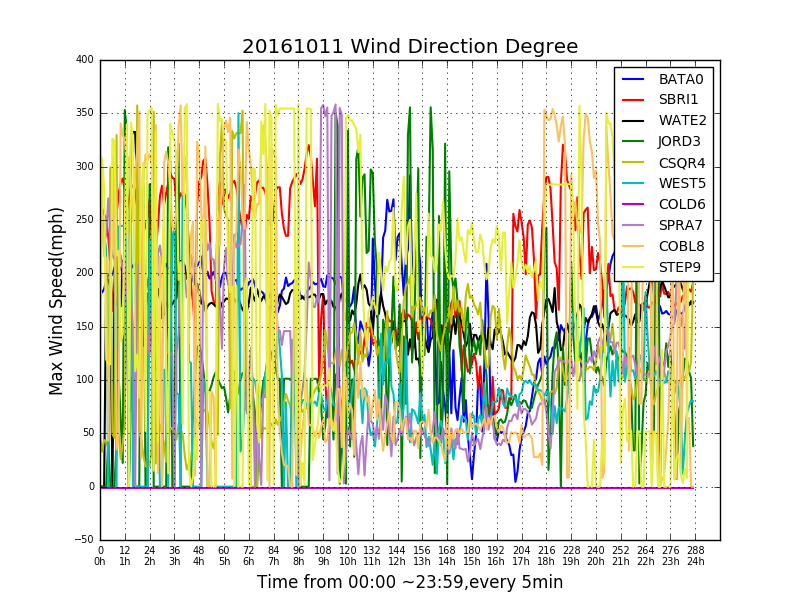 20161011 Wind Direction Degree
400
350
300
250
200
150
100
50
0
−50
Max Wind Speed(mph)
BATA0
SBRI1
WATE2
JORD3
CSQR4
WEST5
COLD6
SPRA7
COBL8
STEP9
0 12 24 36 48 60 72 84 96 108 120 132 144 156 168 180 192 204 216 228 240 252 264 276 288
0h 1h 2h 3h 4h 5h 6h 7h 8h 9h 10h 11h 12h 13h 14h 15h 16h 17h 18h 19h 20h 21h 22h 23h 24h
Time from 00:00 ~23:59,every 5min